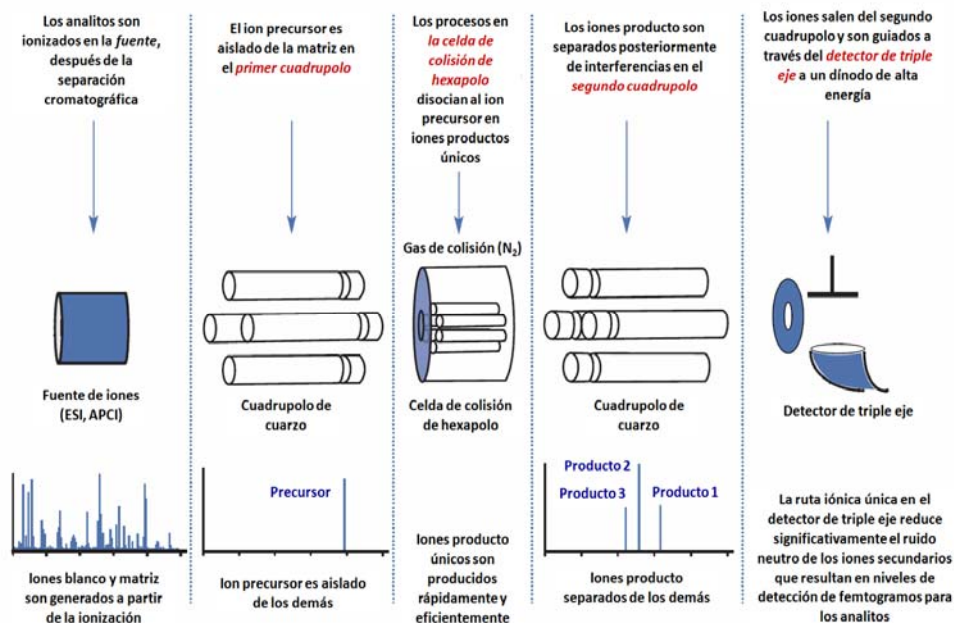 Los analitos son
ionizados en la fuente,
después de la
separación
cromatográfica
El ion precursor es
aislado de la matriz en
el primer cuadrupolo
Los procesos en
la celda de
colisión de
hexapolo
disocian al ion
precursor en
iones productos
únicos
Los iones producto son
separados posteriormente
de interferencias en el
segundo cuadrupolo
Los iones salen del segundo
cuadrupolo y son guiados a
través del detector de triple
eje a un dínodo de alta
energía
Fuente de iones
(ESI, APCI)
Cuadrupolo de
cuarzo
Gas de colisión (N2)
Celda de colisión
de hexapolo
Cuadrupolo de
cuarzo
Detector de triple eje
Iones blanco y matriz
son generados a partir
de la ionización
Precursor
Ion precursor es aislado
de los demás
Iones producto
únicos son
producidos
rápidamente y
eficientemente
Producto 2
Producto 3
Producto 1
Iones producto
separados de los demás
La ruta iónica única en el
detector de triple eje reduce
significativamente el ruido
neutro de los iones secundarios
que resultan en niveles de
detección de femtogramos para
los analitos